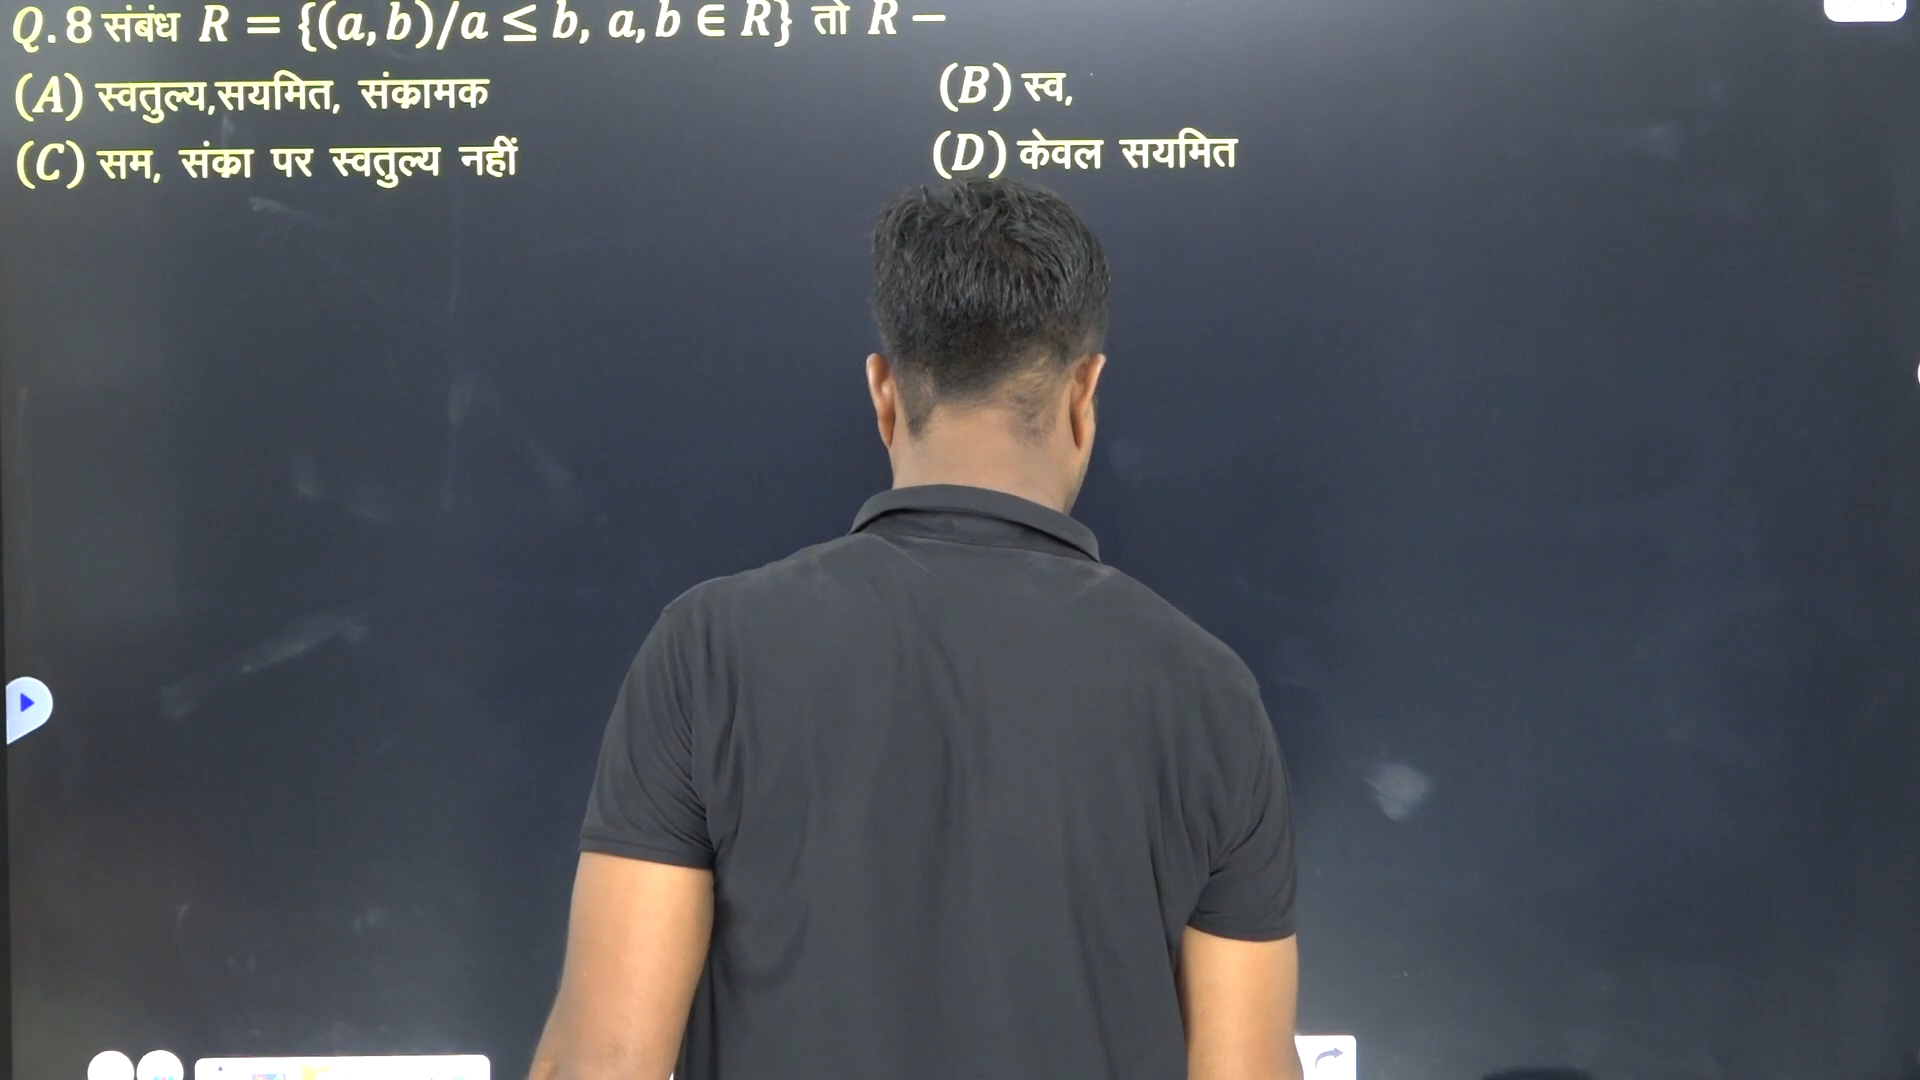 Q.8 संबंध R = {(a,b)/a ≤ b, a,b ∈ R} तो R –
(A) स्वतुल्य,सयमित, संक्रामक (B) स्व,
(C) सम, संक्रा पर स्वतुल्य नहीं (D) केवल सयमित